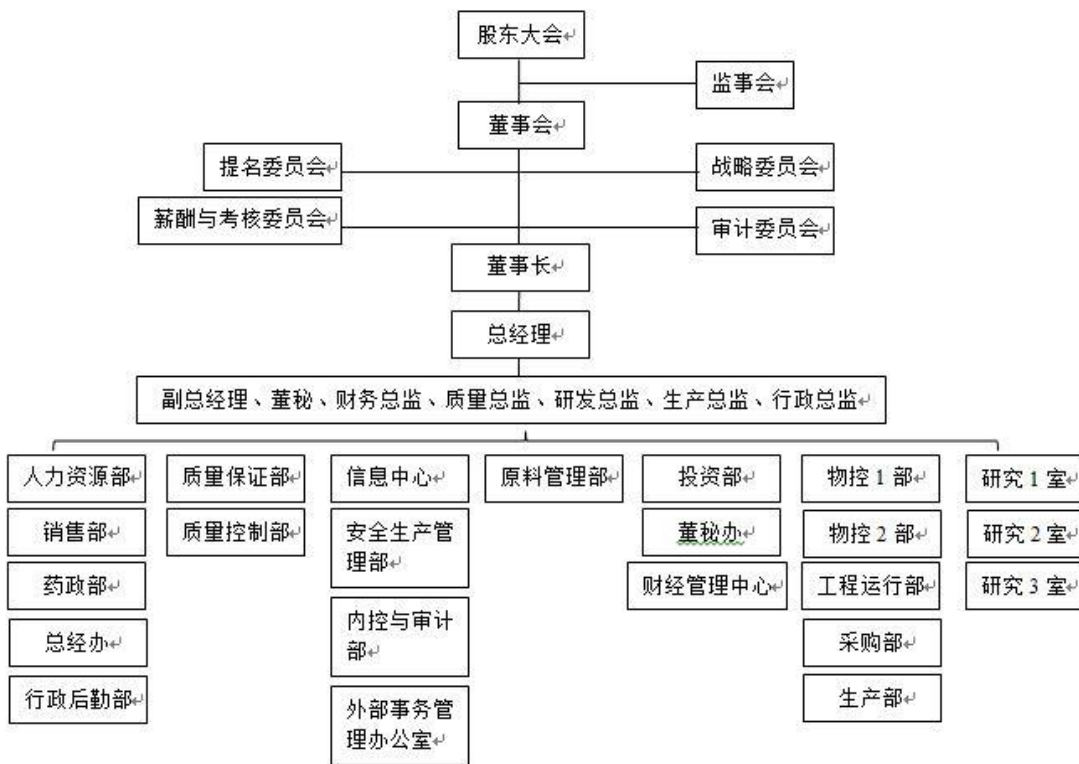 股东大会
监事会
董事会
提名委员会
战略委员会
薪酬与考核委员会
审计委员会
董事长
总经理
副总经理、董秘、财务总监、质量总监、研发总监、生产总监、行政总监
人力资源部
质量保证部
信息中心
原料管理部
投资部
物控1部
研究1室
销售部
质量控制部
安全生产管
理部
董秘办
物控2部
研究2室
药政部
财经管理中心
工程运行部
研究3室
总经办
内控与审计
部
采购部
行政后勤部
外部事务管
理办公室
生产部